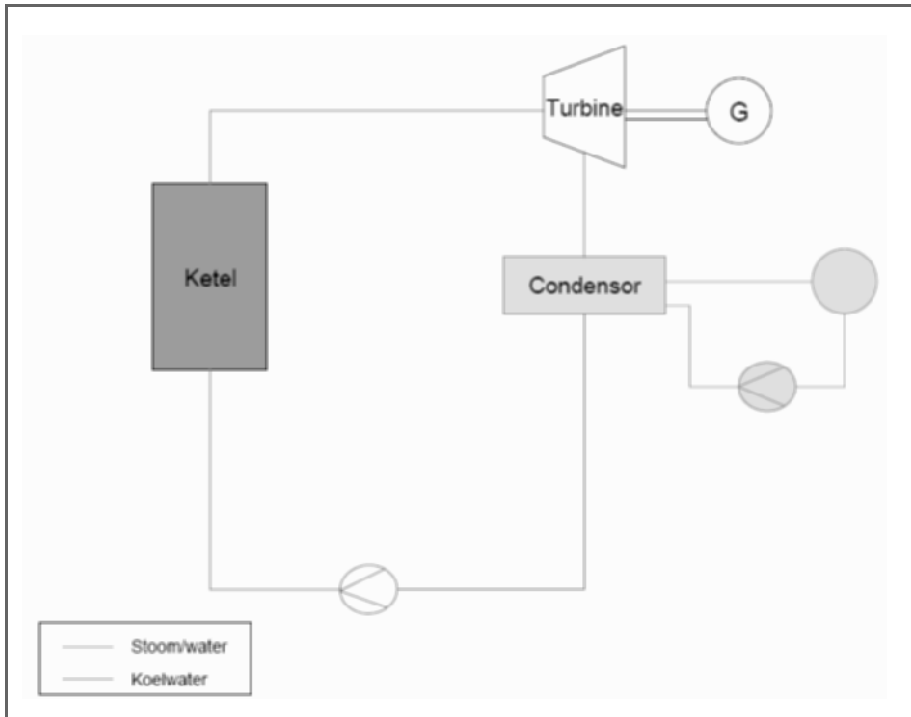 Turbine
G
Ketel
Condensor
Stoom/water
Koelwater